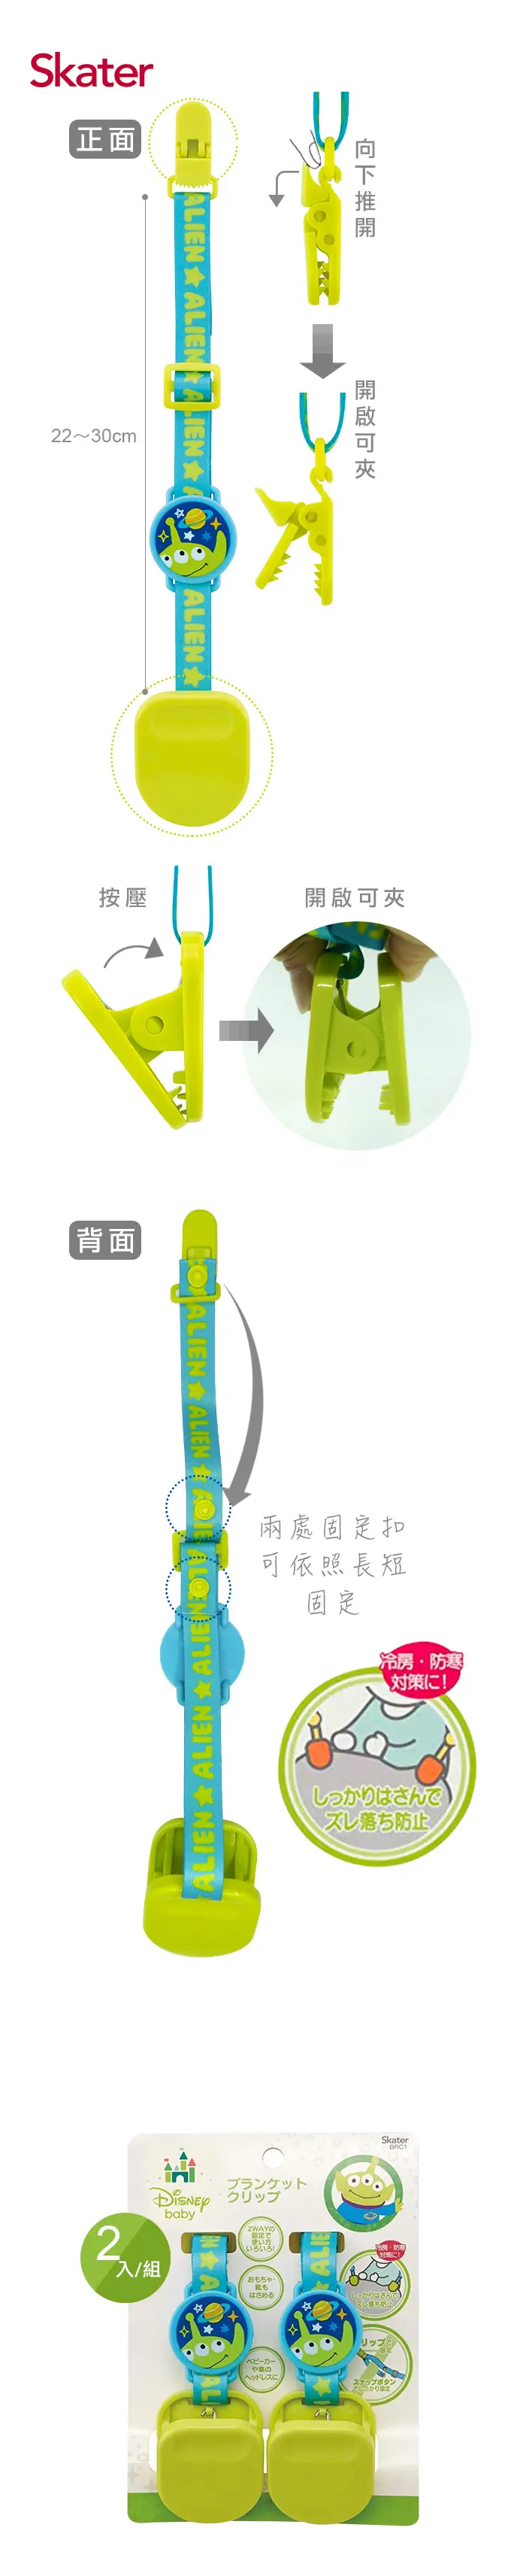 Skater
正面
向下推開
開啟可夾
22～30cm
ALIEN★ALIEN★ALIEN★
ALIEN★
按壓
開啟可夾
背面
ALIEN★ALIEN★
ALIEN★ALIEN★ALIEN
兩處固定扣
可依照長短
固定
冷房・防寒
対策に!
しっかりはさんで
ズレ落ち防止
Skater
BRC1
Disney
baby
ブランケット
クリップ
2入/組
2WAYの
固定で
使い方
いろいろ!
冷房・防寒
対策に!
しっかりはさんで
ズレ落ち防止
おもちゃ・
靴も
はさめる
クリップで
固定
スナップボタン
でしっかり固定
ベビーカー
や車の
ヘッドレスに